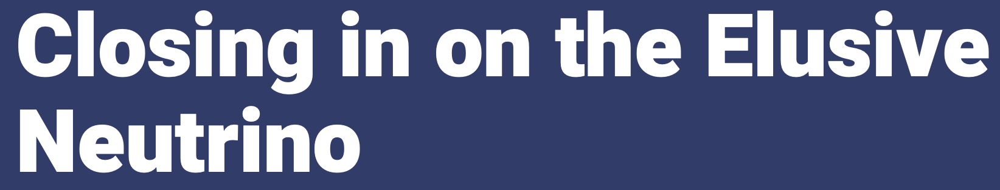 Closing in on the Elusive
Neutrino